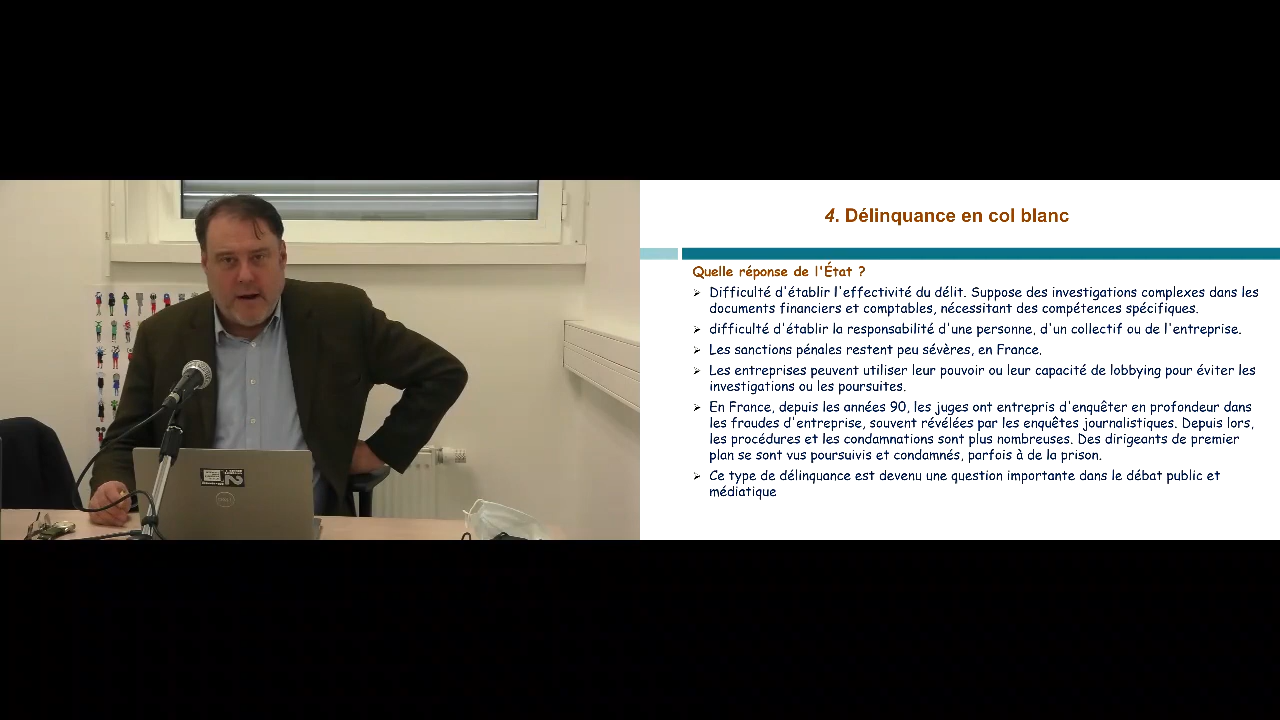 4. Délinquance en col blanc
Quelle réponse de l'État ?
➢ Difficulté d'établir l'effectivité du délit. Suppose des investigations complexes dans les
documents financiers et comptables, nécessitant des compétences spécifiques.
➢ difficulté d'établir la responsabilité d'une personne, d'un collectif ou de l'entreprise.
➢ Les sanctions pénales restent peu sévères, en France.
➢ Les entreprises peuvent utiliser leur pouvoir ou leur capacité de lobbying pour éviter les
investigations ou les poursuites.
➢ En France, depuis les années 90, les juges ont entrepris d'enquêter en profondeur dans
les fraudes d'entreprise, souvent révélées par les enquêtes journalistiques. Depuis lors,
les procédures et les condamnations sont plus nombreuses. Des dirigeants de premier
plan se sont vus poursuivis et condamnés, parfois à de la prison.
➢ Ce type de délinquance est devenu une question importante dans le débat public et
médiatique
DELL